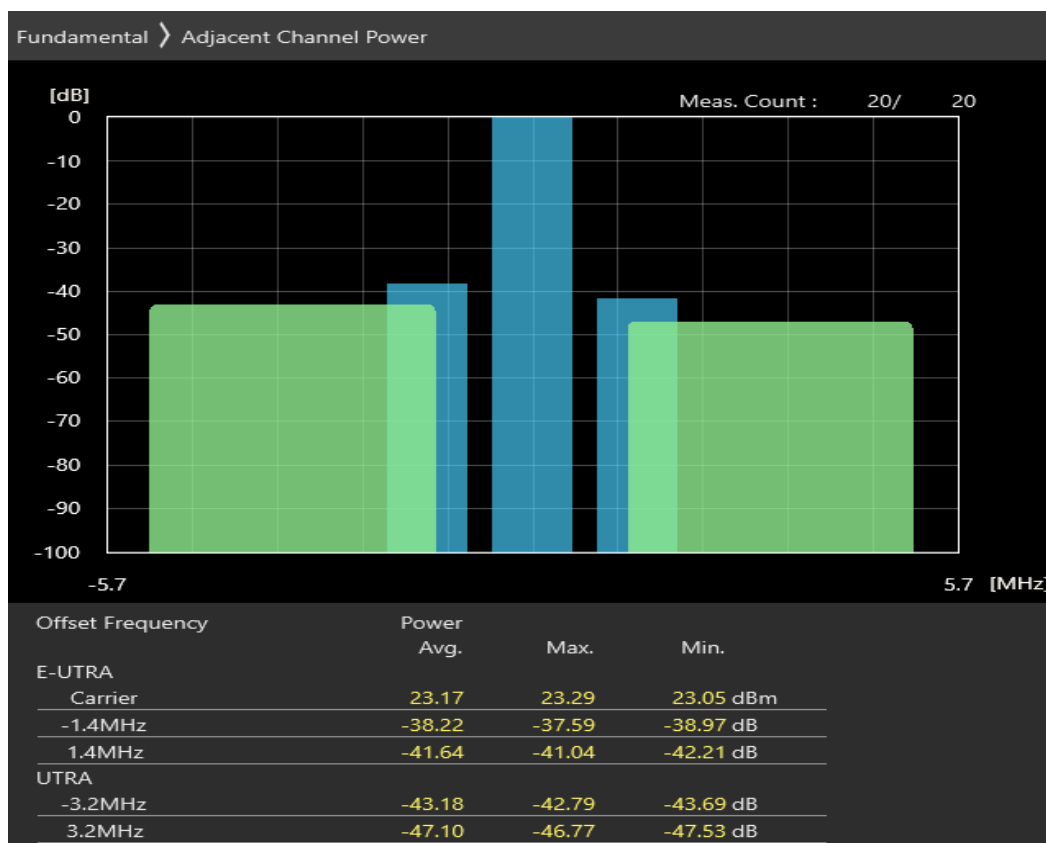 Fundamental 〉 Adjacent Channel Power
[dB]
Meas. Count : 20/ 20
0
-10
-20
-30
-40
-50
-60
-70
-80
-90
-100
-5.7 5.7 [MHz]
Offset Frequency Power
Avg. Max. Min.
E-UTRA
Carrier 23.17 23.29 23.05 dBm
-1.4MHz -38.22 -37.59 -38.97 dB
1.4MHz -41.64 -41.04 -42.21 dB
UTRA
-3.2MHz -43.18 -42.79 -43.69 dB
3.2MHz -47.10 -46.77 -47.53 dB